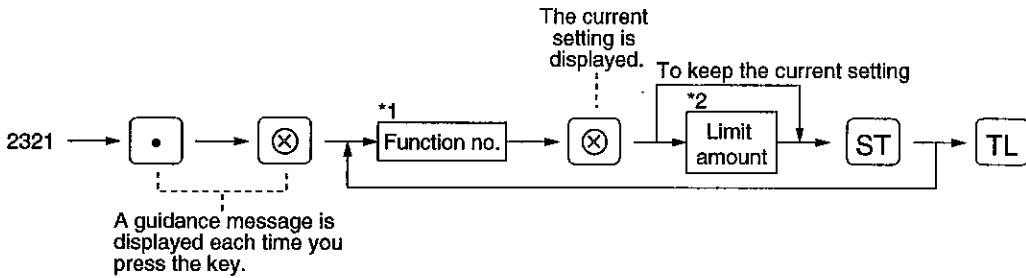 The current
setting is
displayed.
To keep the current setting
*1
*2
2321
•
⊗
Function no.
⊗
Limit
amount
ST
TL
A guidance message is
displayed each time you
press the key.